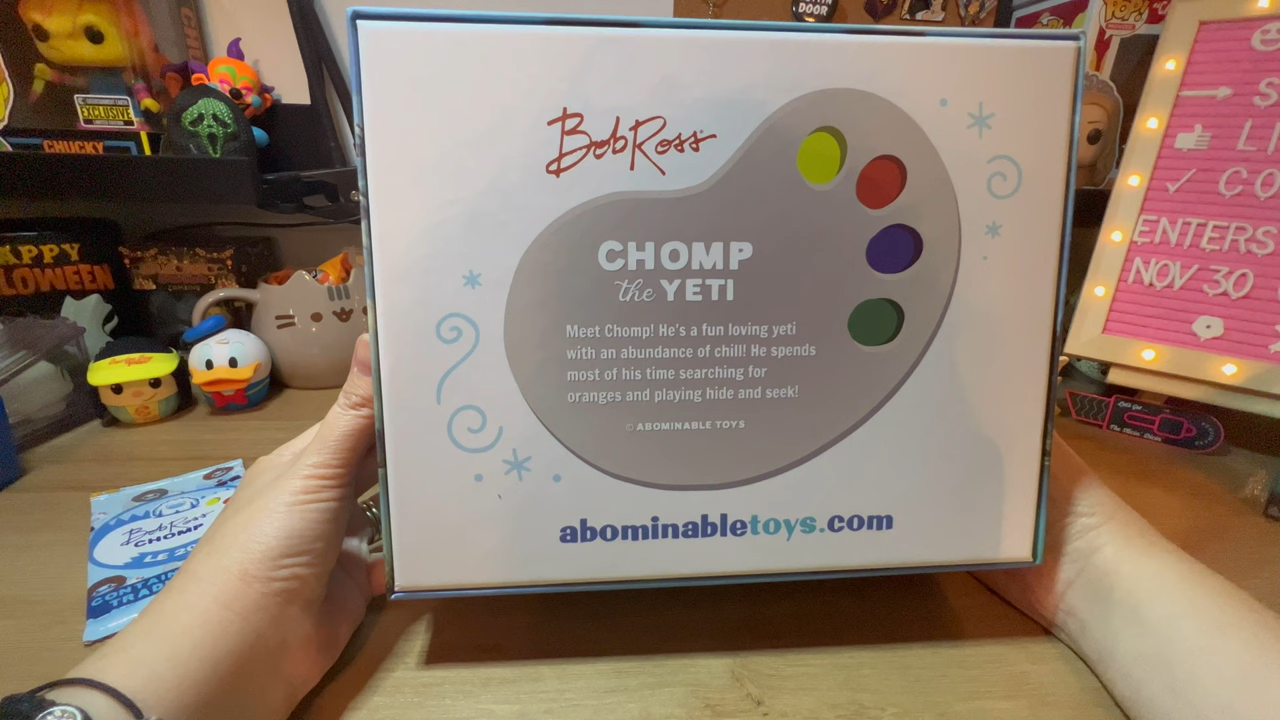 Bob Ross
CHOMP
the YETI
Meet Chomp! He's a fun loving yeti
with an abundance of chill! He spends
most of his time searching for
oranges and playing hide and seek!
© ABOMINABLE TOYS
abominabletoys.com
EXCLUSIVE
CHUCKY
DOOR
POP!
ENTERS
NOV 30
Bob Ross
CHOMP